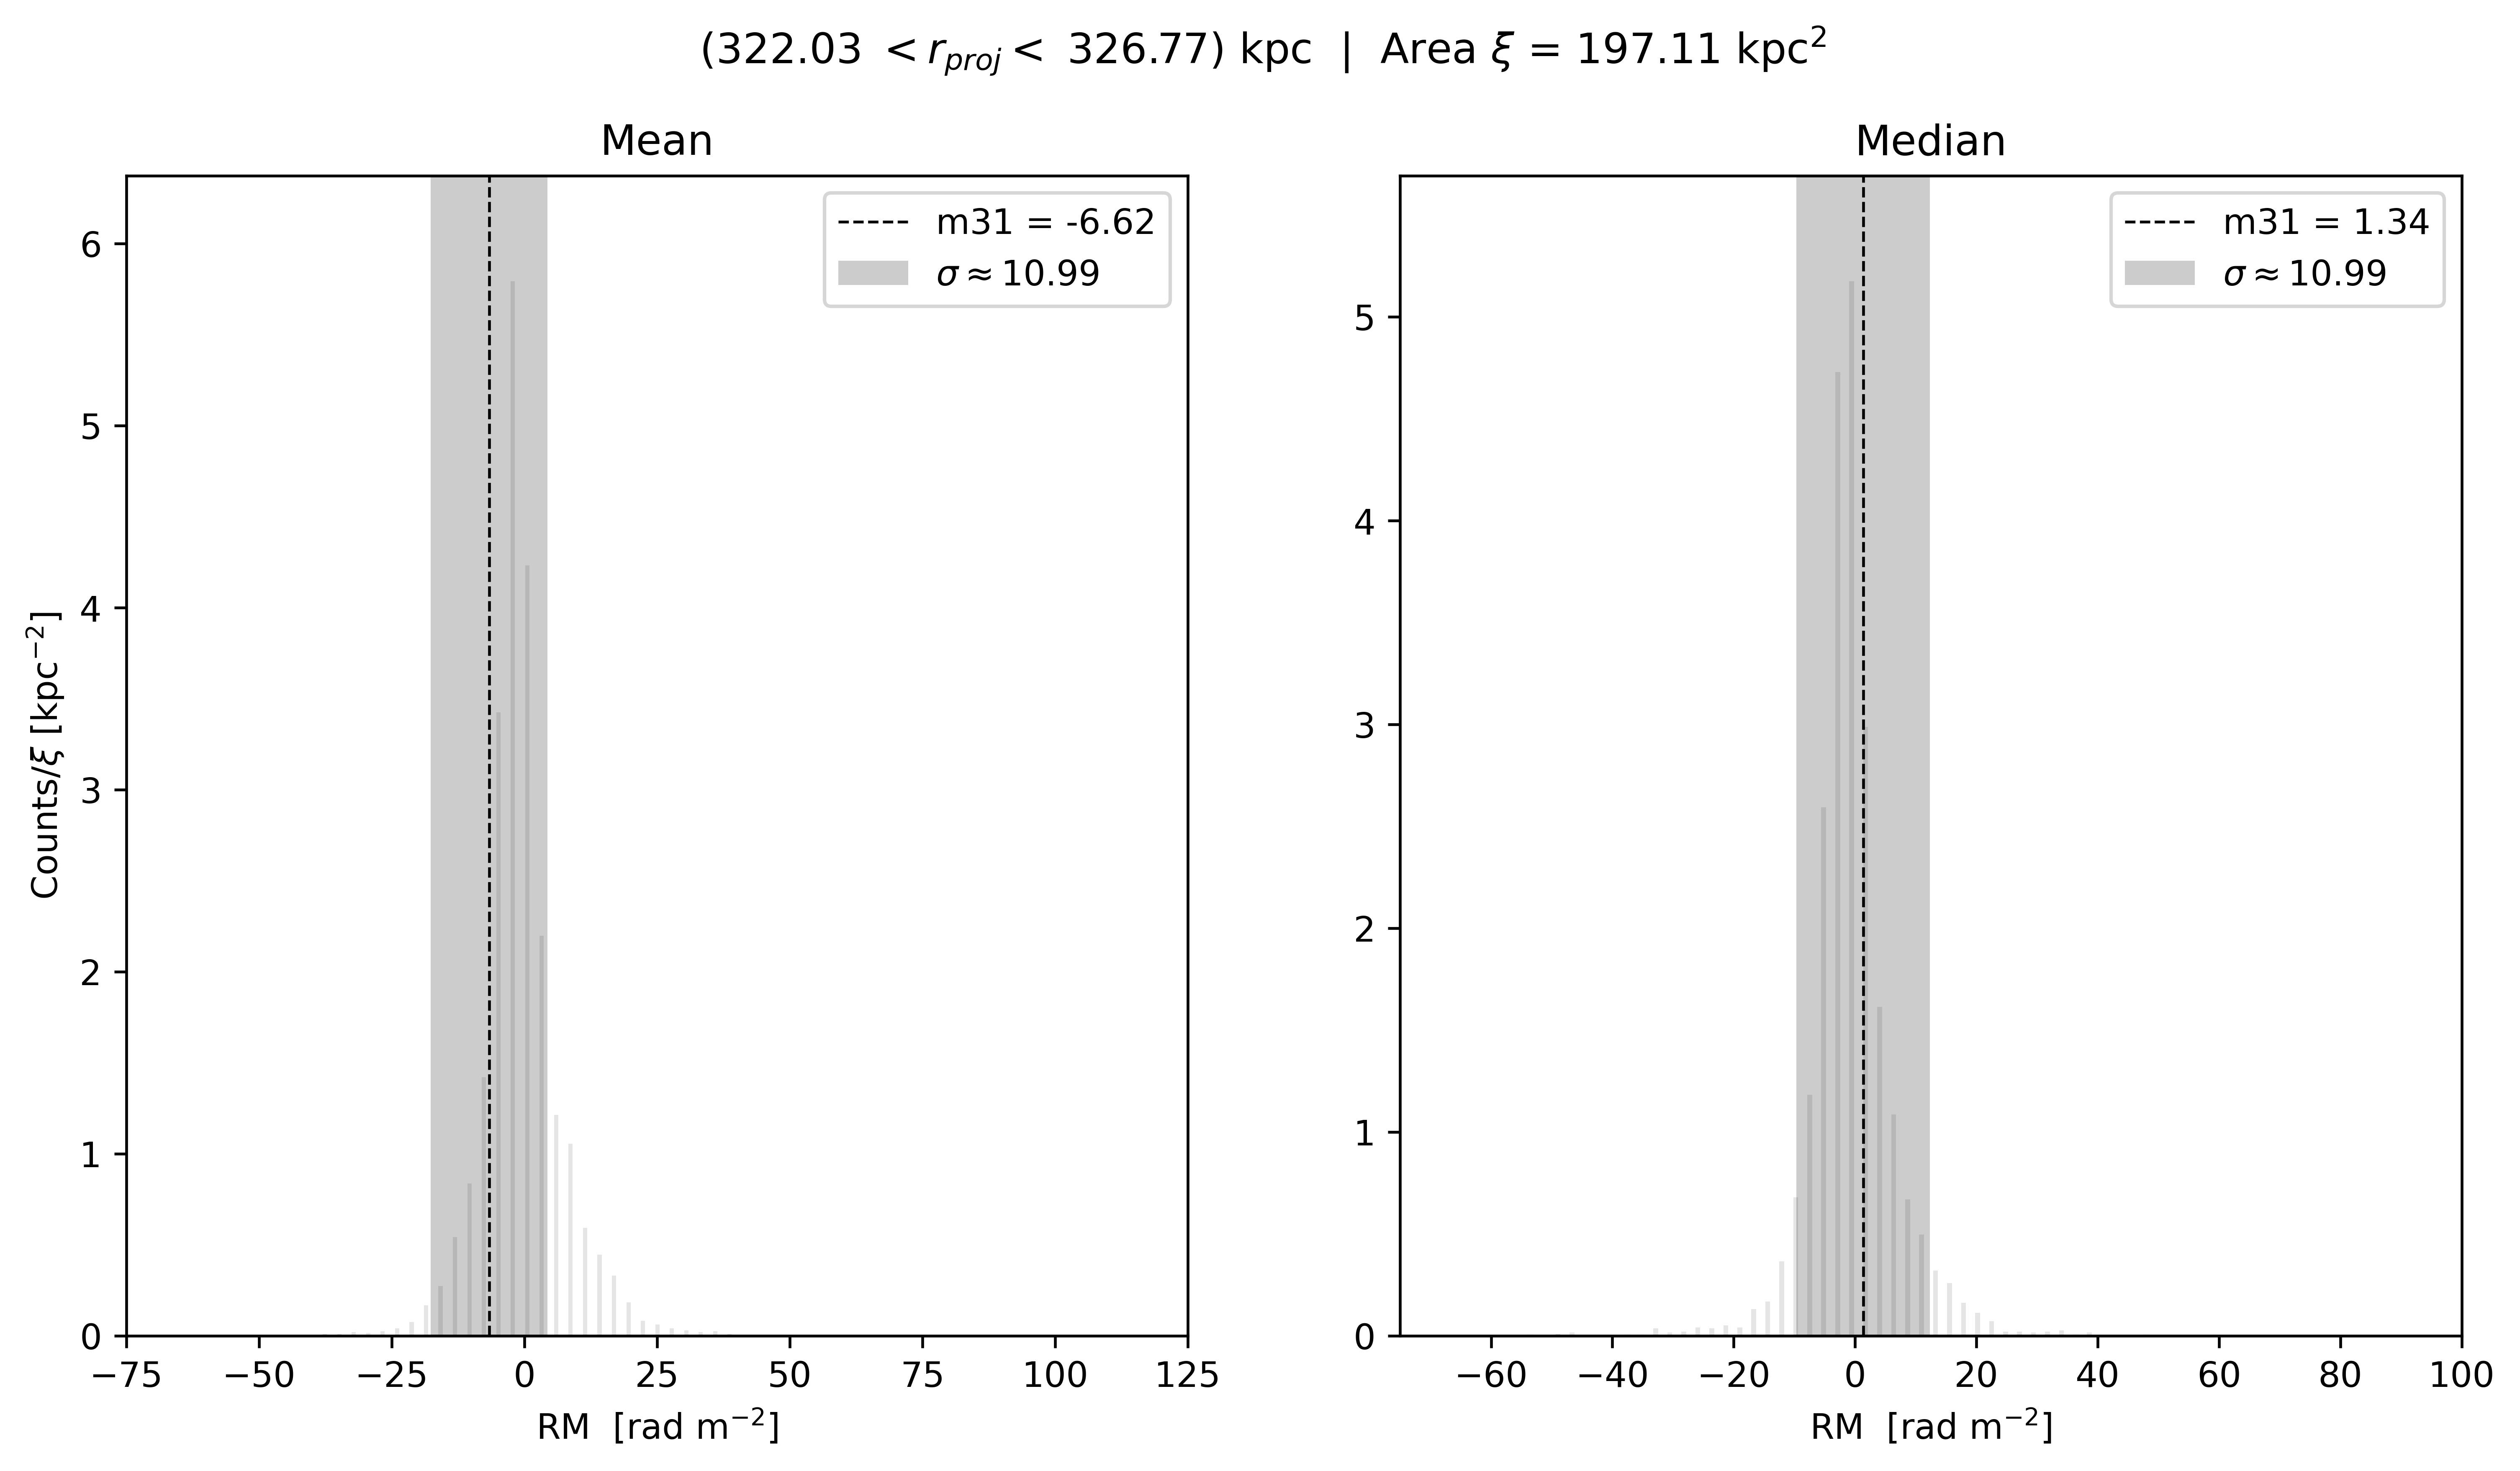 (322.03 < r_proj < 326.77) kpc | Area ξ = 197.11 kpc²
Mean
m31 = -6.62
σ ≈ 10.99
Counts/ξ [kpc⁻²]
6
5
4
3
2
1
0
−75 −50 −25 0 25 50 75 100 125
RM [rad m⁻²]
Median
m31 = 1.34
σ ≈ 10.99
5
4
3
2
1
0
−60 −40 −20 0 20 40 60 80 100
RM [rad m⁻²]